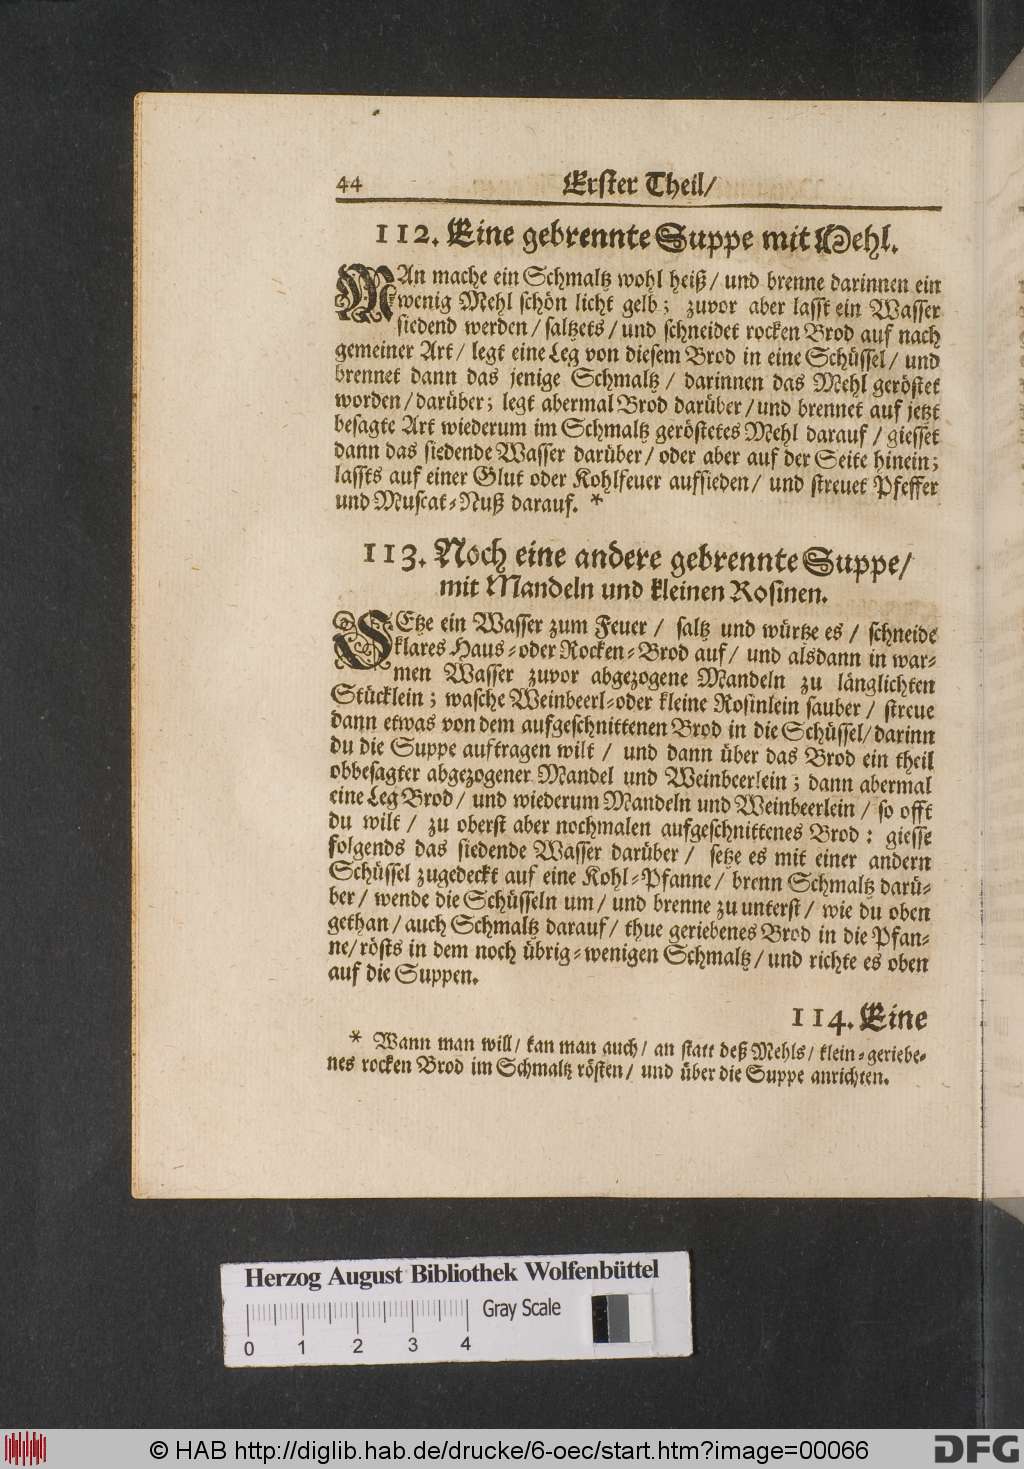 44 Erster Theil/
112. Eine gebrennte Suppe mit Mehl.
MAn mache ein Schmaltz wohl heiß/ und brenne darinnen ein
wenig Mehl schön licht gelb; zuvor aber lasst ein Wasser
siedend werden/ saltzets/ und schneidet rocken Brod auf nach
gemeiner Art/ legt eine Leg von diesem Brod in eine Schüssel/ und
brennet dann das jenige Schmaltz/ darinnen das Mehl geröstet
worden/ darüber; legt abermal Brod darüber/ und brennet auf jetzt
besagte Art wiederum im Schmaltz geröstetes Mehl darauf/ giesset
dann das siedende Wasser darüber/ oder aber auf der Seite hinein;
lassts auf einer Glut oder Kohlfeuer aufsieden/ und streuet Pfeffer
und Muscat-Nuß darauf. *
113. Noch eine andere gebrennte Suppe/
mit Mandeln und kleinen Rosinen.
SEtze ein Wasser zum Feuer/ saltz und würtze es/ schneide
klares Haus- oder Rocken-Brod auf/ und alsdann in war-
men Wasser zuvor abgezogene Mandeln zu länglichten
Stücklein; wasche Weinbeerl- oder kleine Rosinlein sauber/ streue
dann etwas von dem aufgeschnittenen Brod in die Schüssel/ darinn
du die Suppe auftragen wilt/ und dann über das Brod ein theil
obbesagter abgezogener Mandel und Weinbeerlein; dann abermal
eine Leg Brod/ und wiederum Mandeln und Weinbeerlein/ so offt
du wilt/ zu oberst aber nochmalen aufgeschnittenes Brod: giesse
folgends das siedende Wasser darüber/ setze es mit einer andern
Schüssel zugedeckt auf eine Kohl-Pfanne/ brenn Schmaltz darü-
ber/ wende die Schüsseln um/ und brenne zu unterst/ wie du oben
gethan/ auch Schmaltz darauf/ thue geriebenes Brod in die Pfan-
ne/ rösts in dem noch übrig-wenigen Schmaltz/ und richte es oben
auf die Suppen.
114. Eine
* Wann man will/ kan man auch/ an statt deß Mehls/ klein-geriebe-
nes rocken Brod im Schmaltz rösten/ und über die Suppe anrichten.
Herzog August Bibliothek Wolfenbüttel
Gray Scale
0 1 2 3 4
© HAB http://diglib.hab.de/drucke/6-oec/start.htm?image=00066
DFG